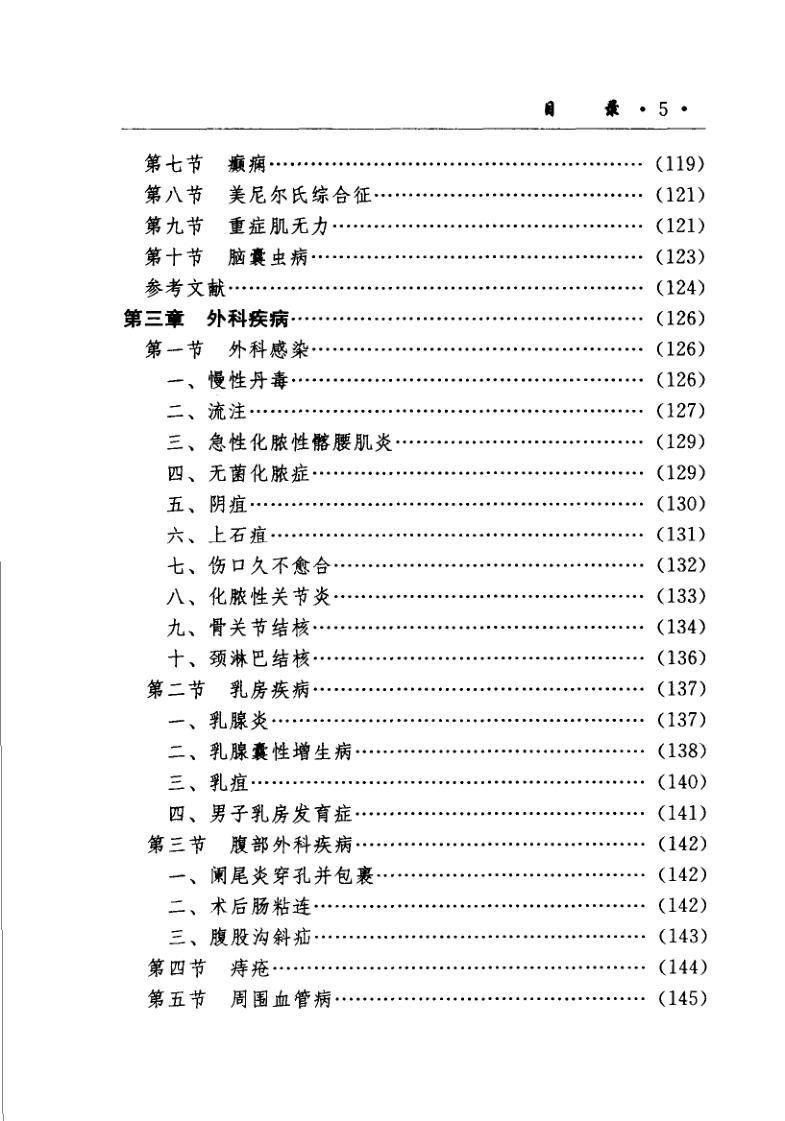 目 录 · 5 ·
第七节 癫痫……………………………………………… (119)
第八节 美尼尔氏综合征………………………………… (121)
第九节 重症肌无力……………………………………… (121)
第十节 脑囊虫病………………………………………… (123)
参考文献…………………………………………………… (124)
第三章 外科疾病…………………………………………… (126)
第一节 外科感染………………………………………… (126)
一、慢性丹毒……………………………………………… (126)
二、流注…………………………………………………… (127)
三、急性化脓性髂腰肌炎………………………………… (129)
四、无菌化脓症…………………………………………… (129)
五、阴疽…………………………………………………… (130)
六、上石疽………………………………………………… (131)
七、伤口久不愈合………………………………………… (132)
八、化脓性关节炎………………………………………… (133)
九、骨关节结核…………………………………………… (134)
十、颈淋巴结核…………………………………………… (136)
第二节 乳房疾病………………………………………… (137)
一、乳腺炎………………………………………………… (137)
二、乳腺囊性增生病……………………………………… (138)
三、乳疽…………………………………………………… (140)
四、男子乳房发育症……………………………………… (141)
第三节 腹部外科疾病…………………………………… (142)
一、阑尾炎穿孔并包裹…………………………………… (142)
二、术后肠粘连…………………………………………… (142)
三、腹股沟斜疝…………………………………………… (143)
第四节 痔疮……………………………………………… (144)
第五节 周围血管病……………………………………… (145)